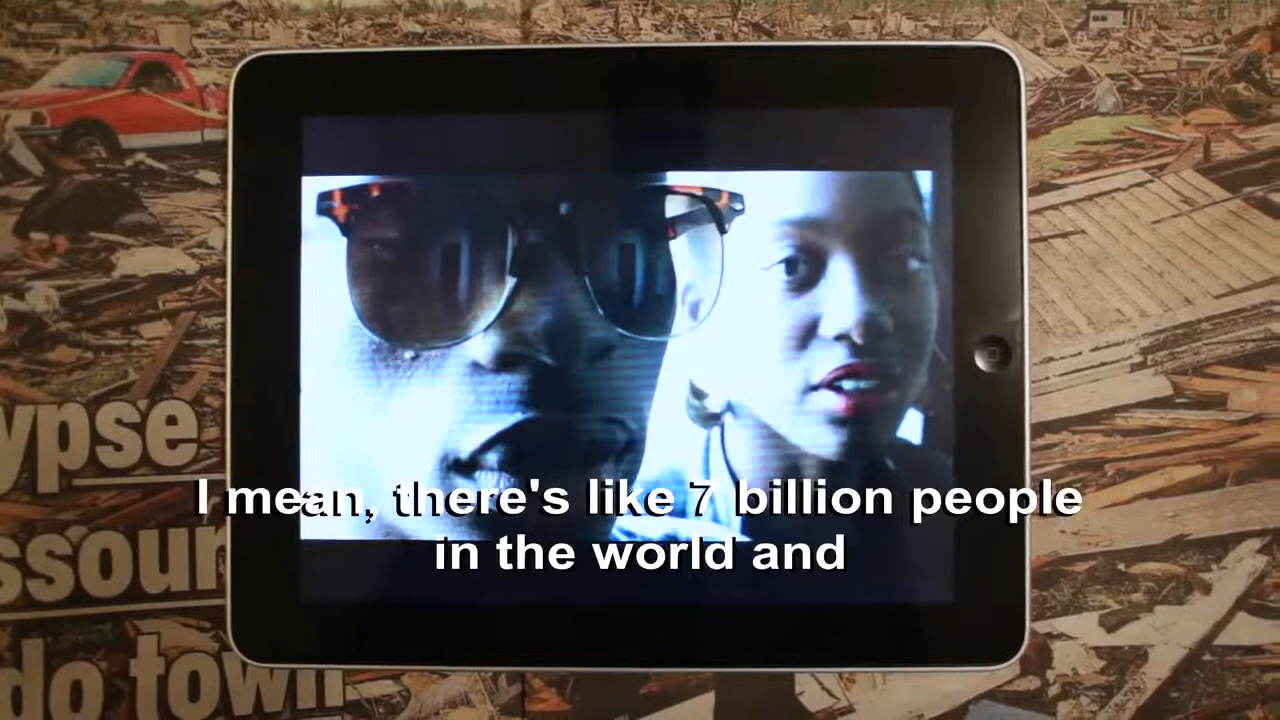 ypse
I mean, there's like 7 billion people
in the world and
ssour
do town